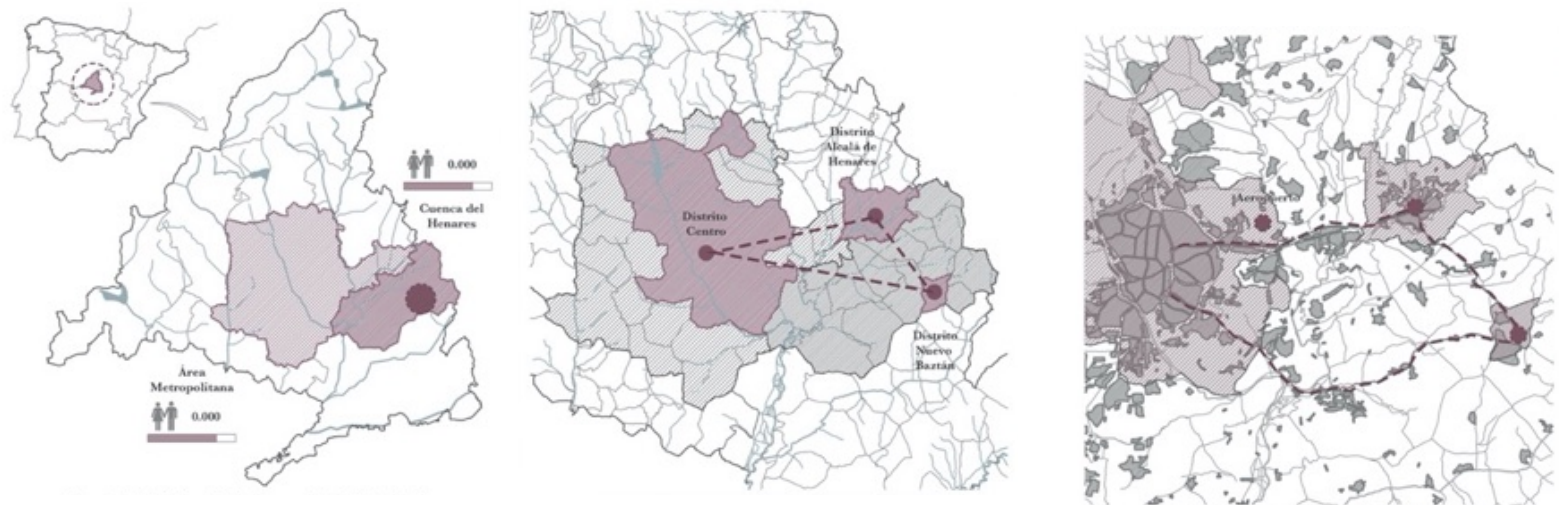 0.000
Cuenca del
Henares
Área
Metropolitana
0.000
Distrito
Alcalá de
Henares
Distrito
Centro
Distrito
Nuevo
Baztán
Aeropuerto